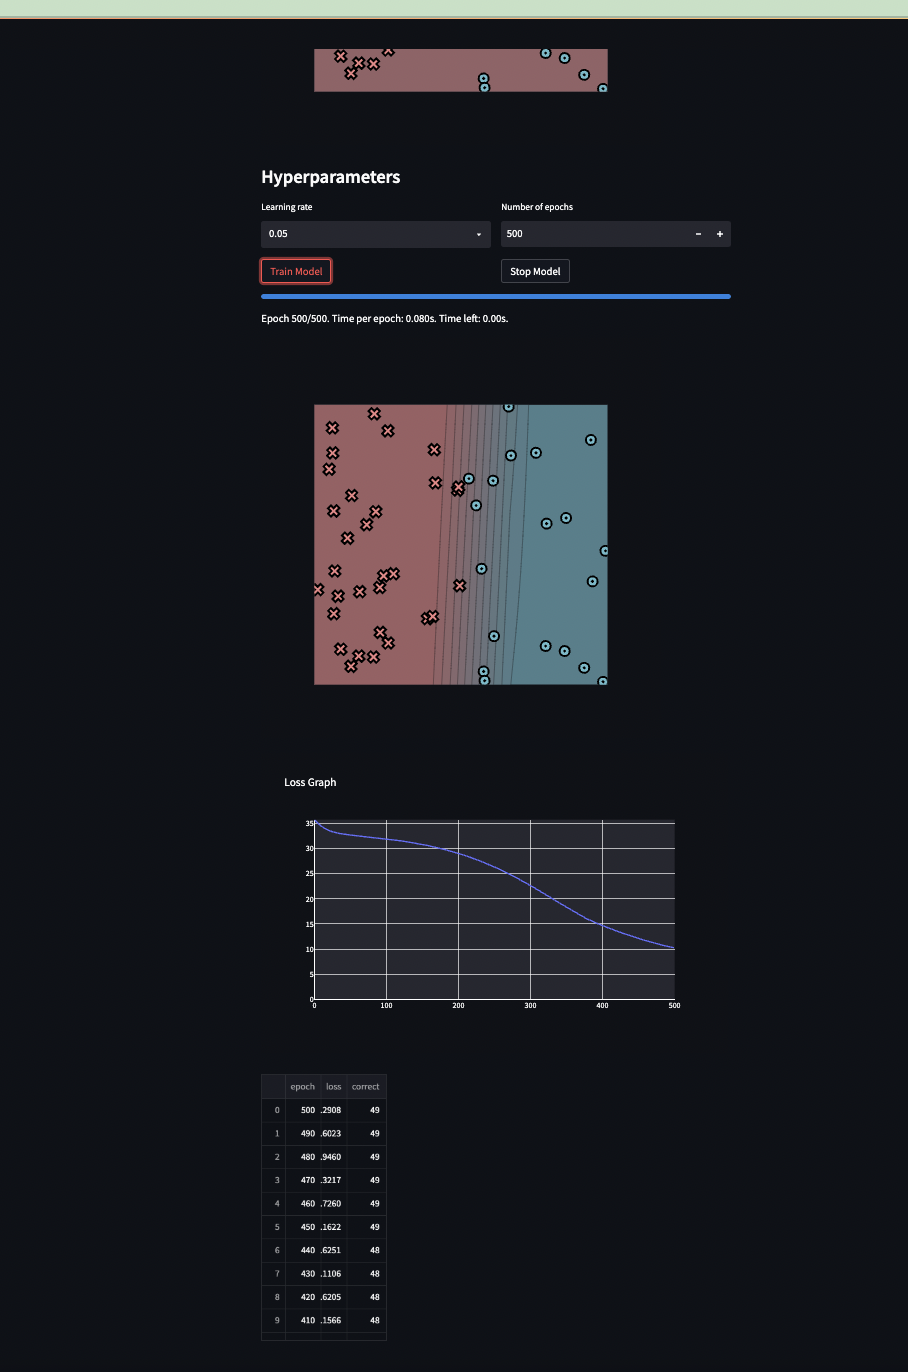 Hyperparameters
Learning rate
Number of epochs
0.05
500
Train Model
Stop Model
Epoch 500/500. Time per epoch: 0.080s. Time left: 0.00s.
Loss Graph
35
30
25
20
15
10
5
0
0 100 200 300 400 500
epoch loss correct
0 500 .2908 49
1 490 .6023 49
2 480 .9460 49
3 470 .3217 49
4 460 .7260 49
5 450 .1622 49
6 440 .6251 48
7 430 .1106 48
8 420 .6205 48
9 410 .1566 48